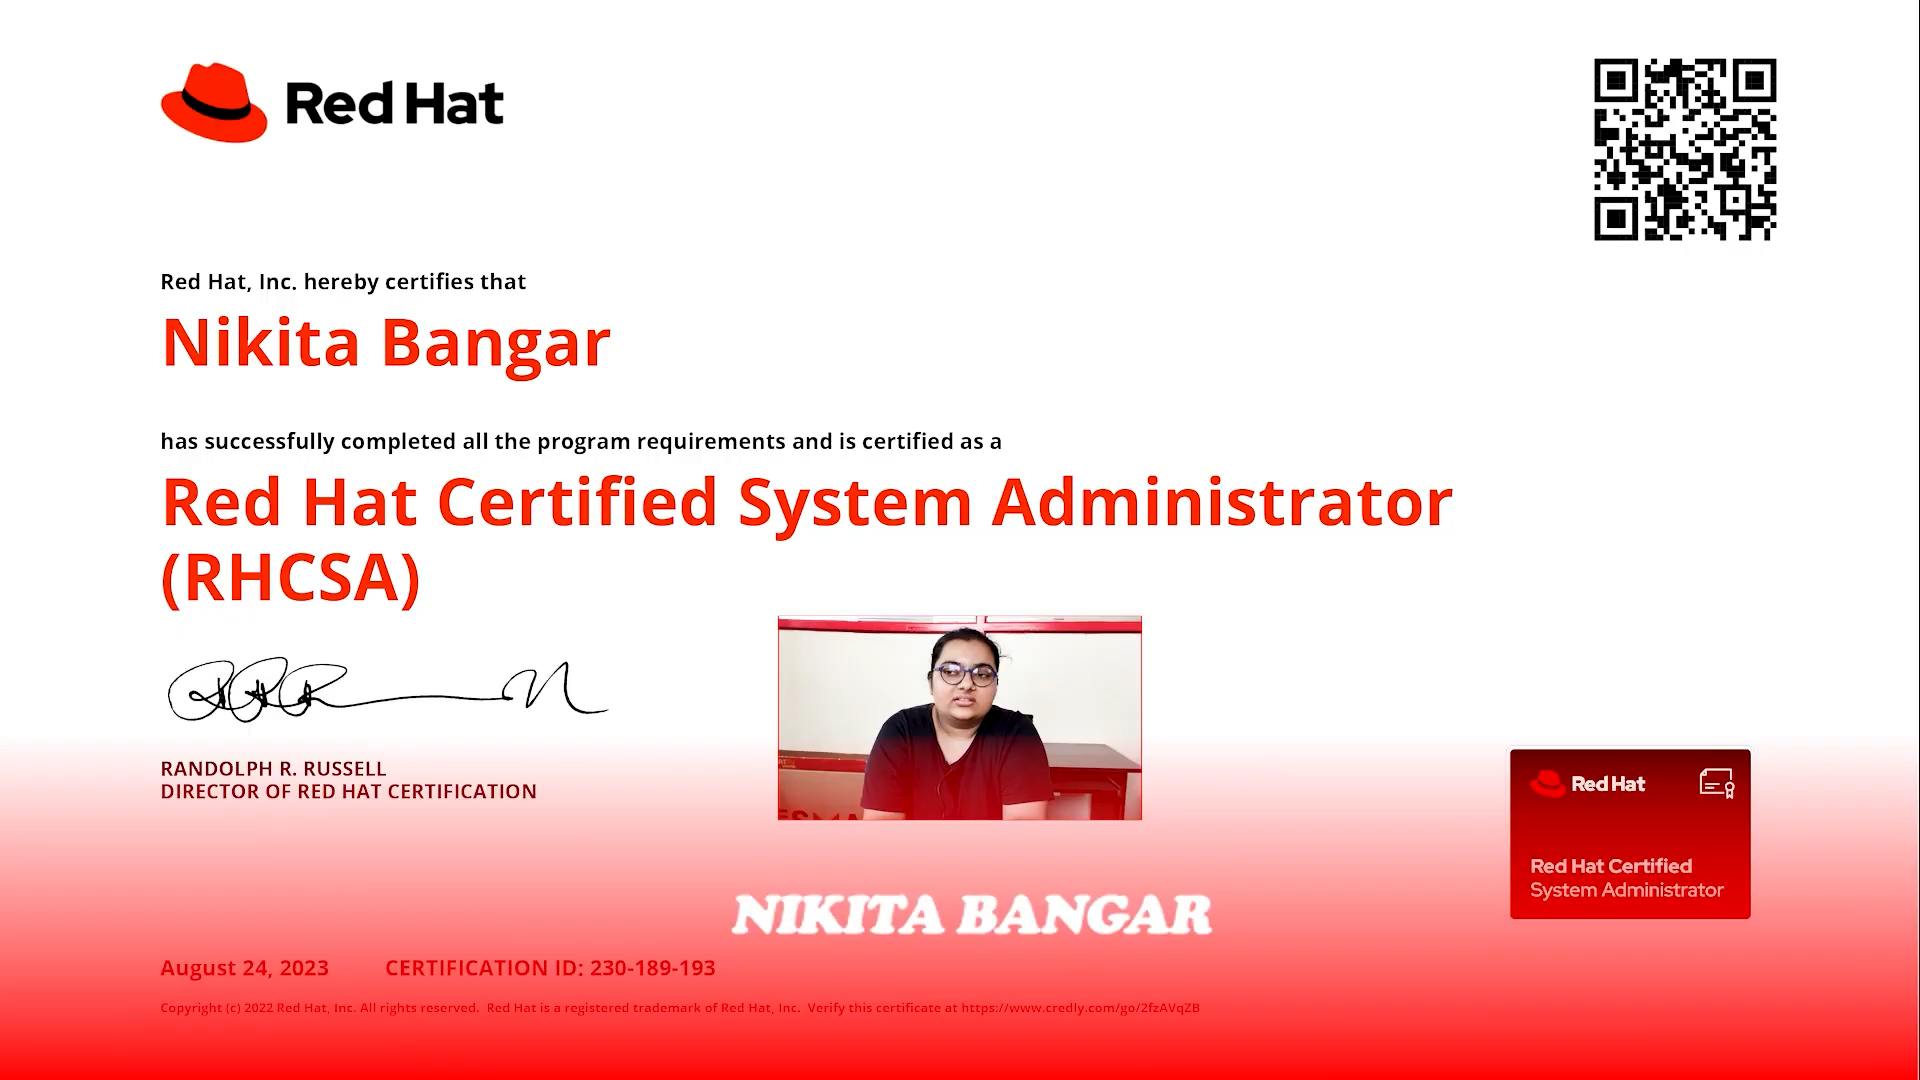 Red Hat
Red Hat, Inc. hereby certifies that
Nikita Bangar
has successfully completed all the program requirements and is certified as a
Red Hat Certified System Administrator
(RHCSA)
RANDOLPH R. RUSSELL
DIRECTOR OF RED HAT CERTIFICATION
Red Hat
Red Hat Certified
System Administrator
NIKITA BANGAR
August 24, 2023 CERTIFICATION ID: 230-189-193
Copyright (c) 2022 Red Hat, Inc. All rights reserved. Red Hat is a registered trademark of Red Hat, Inc. Verify this certificate at https://www.credly.com/go/2fzAVqZB